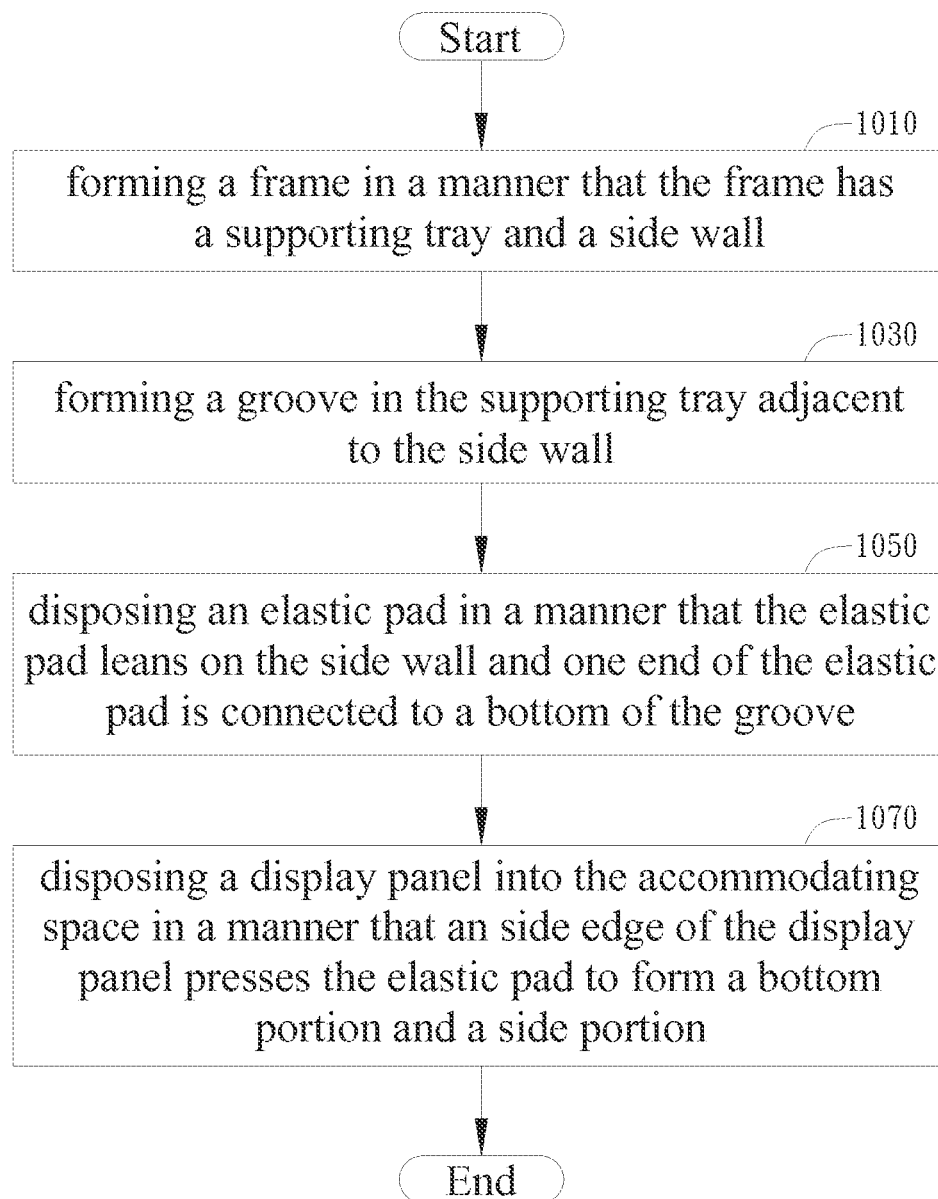 Start
1010
forming a frame in a manner that the frame has
a supporting tray and a side wall
1030
forming a groove in the supporting tray adjacent
to the side wall
1050
disposing an elastic pad in a manner that the elastic
pad leans on the side wall and one end of the elastic
pad is connected to a bottom of the groove
1070
disposing a display panel into the accommodating
space in a manner that an side edge of the display
panel presses the elastic pad to form a bottom
portion and a side portion
End